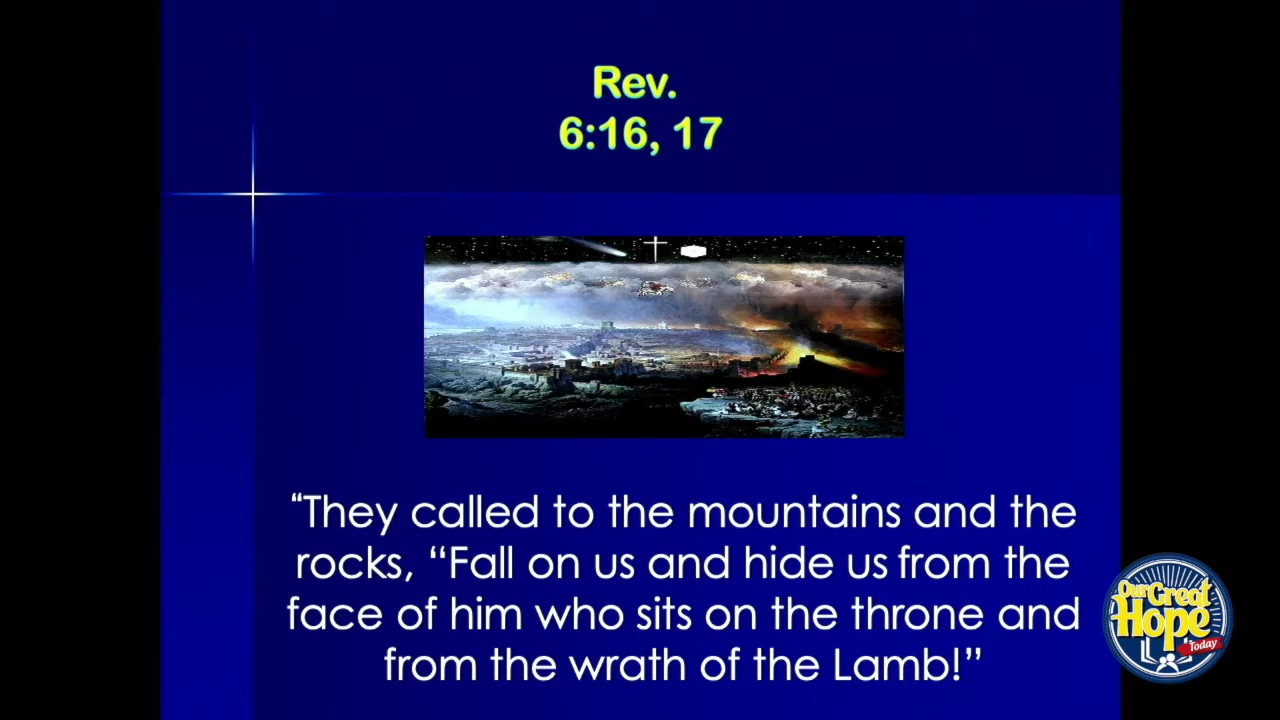 Rev.
6:16, 17
“They called to the mountains and the
rocks, “Fall on us and hide us from the
face of him who sits on the throne and
from the wrath of the Lamb!”
Our Great
Hope
Today